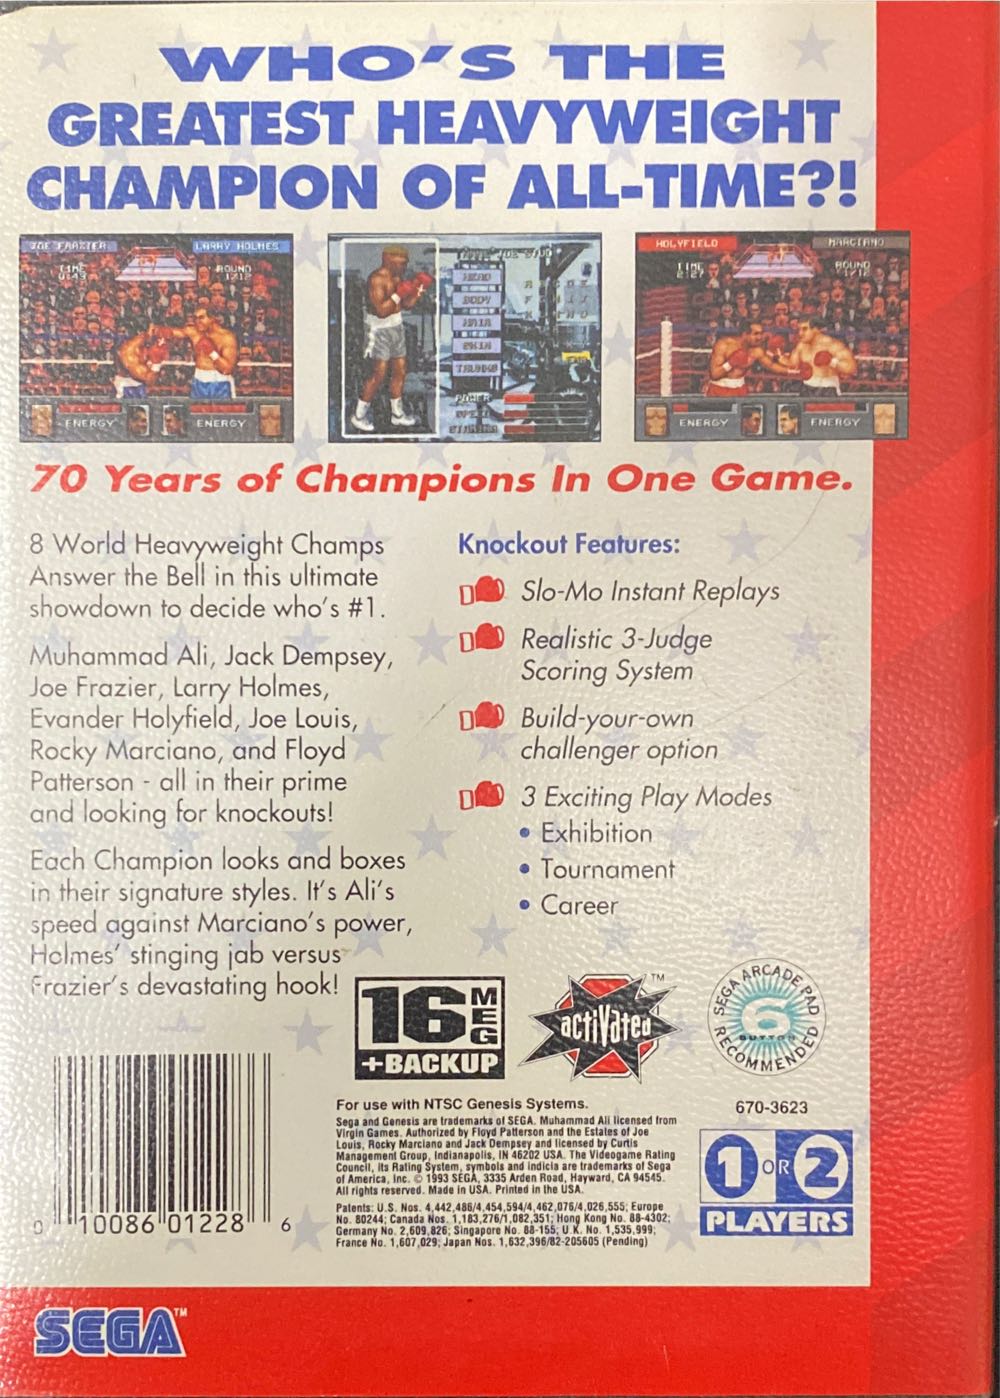 WHO'S THE
GREATEST HEAVYWEIGHT
CHAMPION OF ALL-TIME?!
JOE FRAZIER
LARRY HOLMES
TIME
0:43
ROUND
1/12
ENERGY
ENERGY
HEAD
BODY
HAIR
SKIN
TRUNKS
POWER
SPEED
STAMINA
HOLYFIELD
MARCIANO
TIME
2:27
ROUND
1/12
ENERGY
ENERGY
70 Years of Champions In One Game.
8 World Heavyweight Champs
Answer the Bell in this ultimate
showdown to decide who's #1.
Muhammad Ali, Jack Dempsey,
Joe Frazier, Larry Holmes,
Evander Holyfield, Joe Louis,
Rocky Marciano, and Floyd
Patterson - all in their prime
and looking for knockouts!
Each Champion looks and boxes
in their signature styles. It's Ali's
speed against Marciano's power,
Holmes' stinging jab versus
Frazier's devastating hook!
Knockout Features:
Slo-Mo Instant Replays
Realistic 3-Judge
Scoring System
Build-your-own
challenger option
3 Exciting Play Modes
• Exhibition
• Tournament
• Career
16 MEG
+BACKUP
activated™
SEGA ARCADE PAD
6
BUTTON
RECOMMENDED
670-3623
1 OR 2
PLAYERS
For use with NTSC Genesis Systems.
Sega and Genesis are trademarks of SEGA. Muhammad Ali licensed from
Virgin Games. Authorized by Floyd Patterson and the Estates of Joe
Louis, Rocky Marciano and Jack Dempsey and licensed by Curtis
Management Group, Indianapolis, IN 46202 USA. The Videogame Rating
Council, its Rating System, symbols and indicia are trademarks of Sega
of America, Inc. © 1993 SEGA, 3335 Arden Road, Hayward, CA 94545.
All rights reserved. Made in USA. Printed in the USA.
Patents: U.S. Nos. 4,442,486/4,454,594/4,462,076/4,026,555; Europe
No. 80244; Canada Nos. 1,183,276/1,082,351; Hong Kong No. 88-4302;
Germany No. 2,609,826; Singapore No. 88-155; U.K. No. 1,535,999;
France No. 1,607,029; Japan Nos. 1,632,396/82-205605 (Pending)
0 10086 01228 6
SEGA™